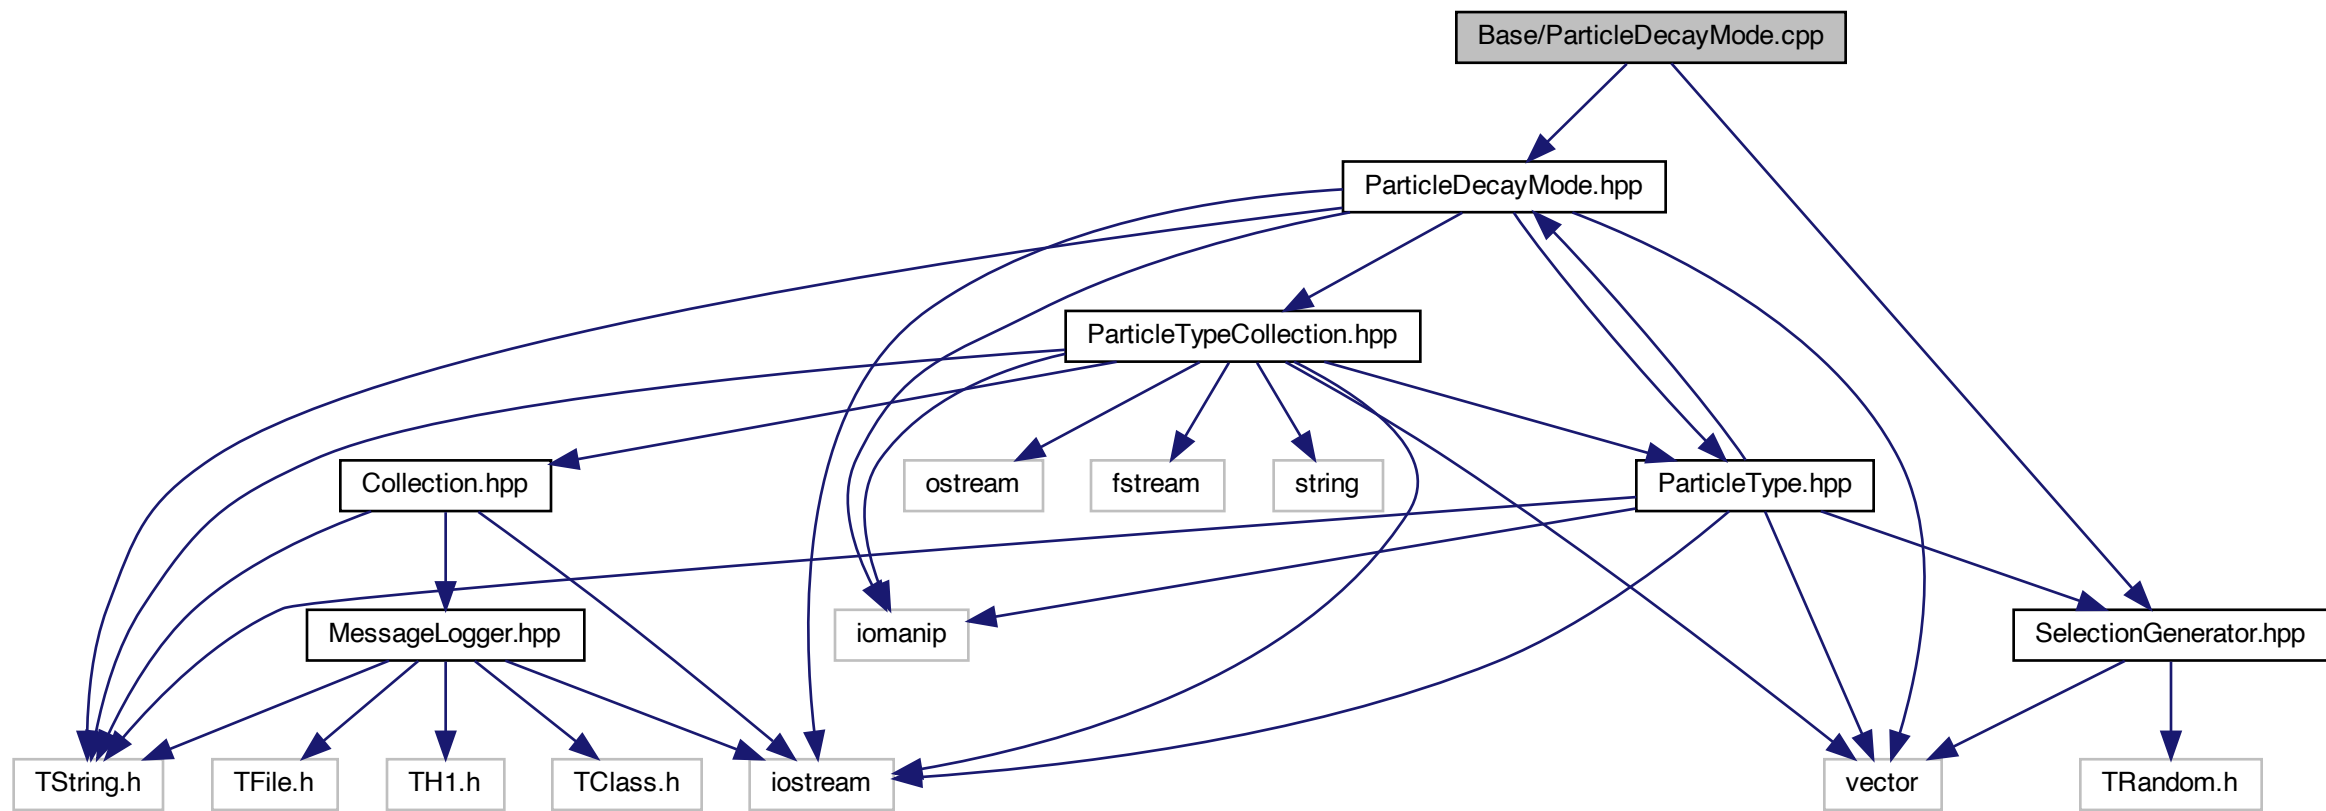 Base/ParticleDecayMode.cpp
ParticleDecayMode.hpp
ParticleTypeCollection.hpp
Collection.hpp
ostream
fstream
string
ParticleType.hpp
MessageLogger.hpp
iomanip
SelectionGenerator.hpp
TString.h
TFile.h
TH1.h
TClass.h
iostream
vector
TRandom.h